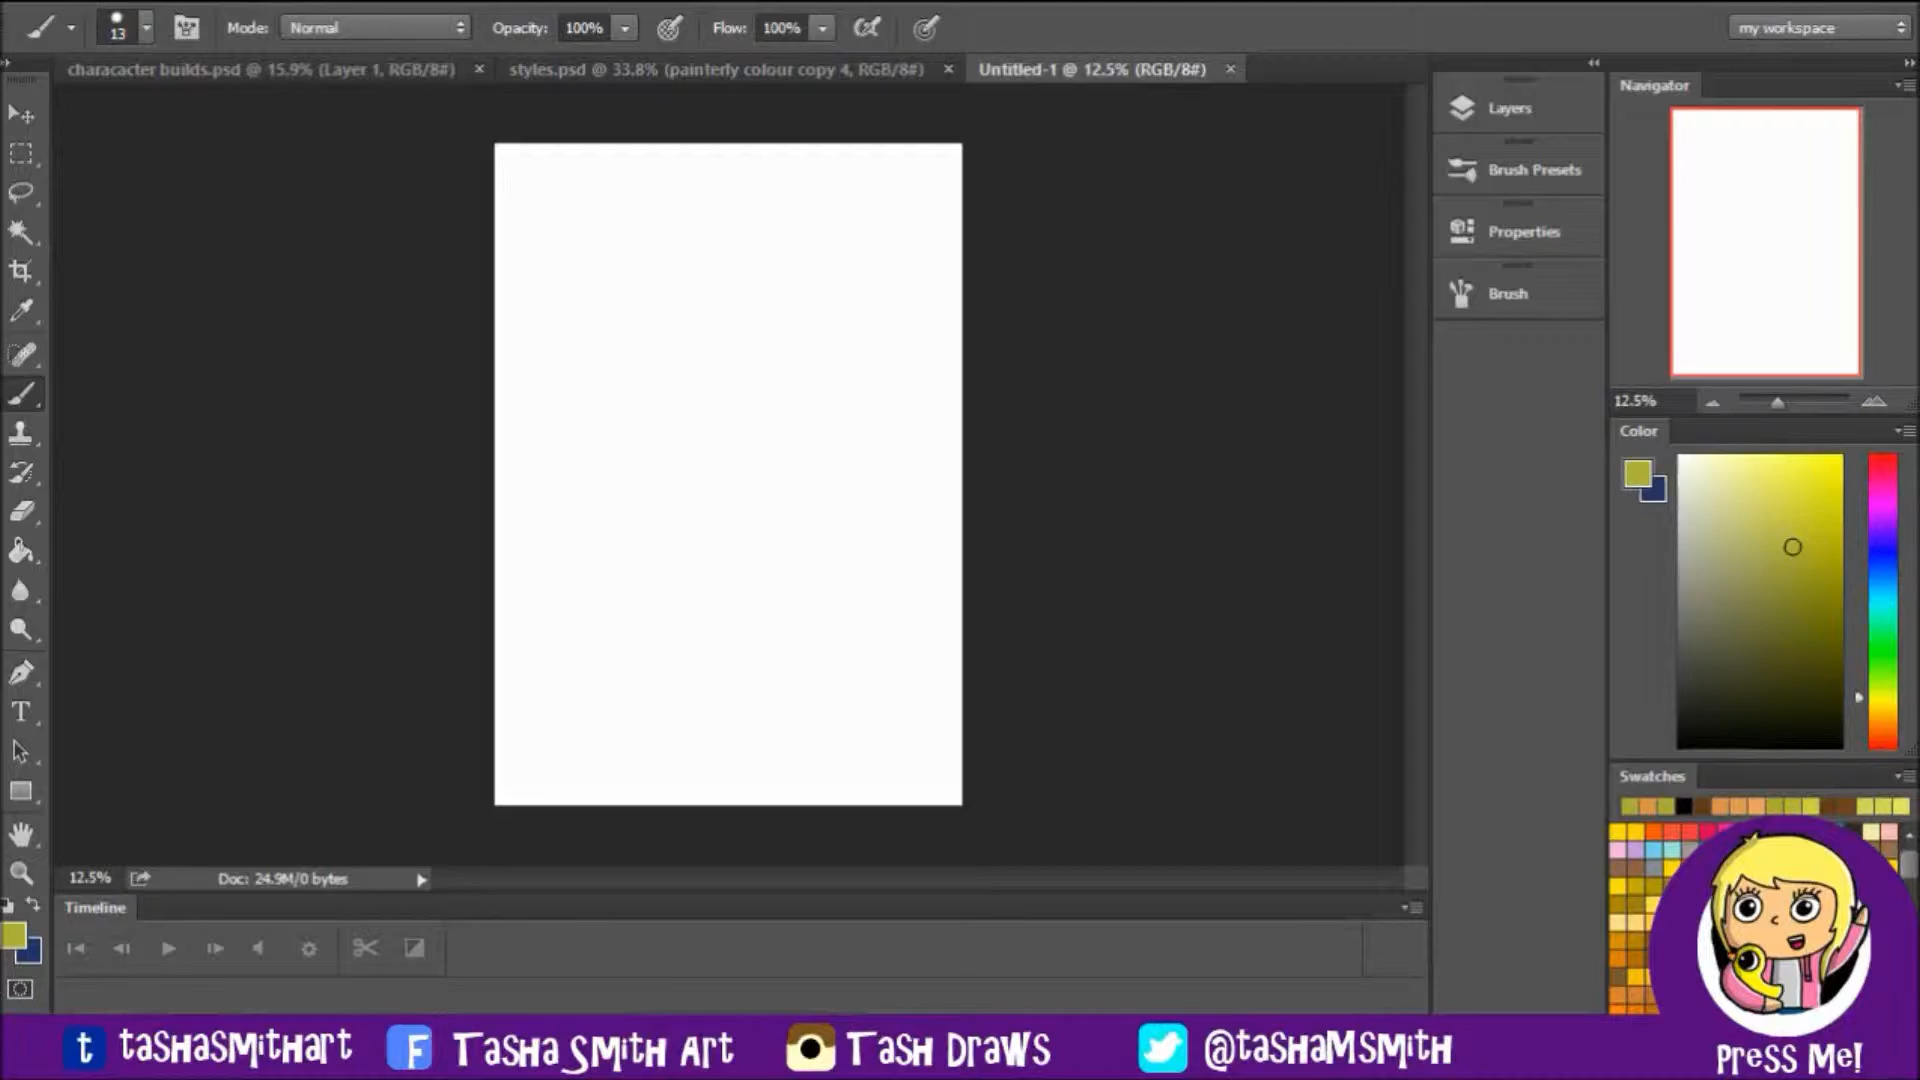 13 Mode: Normal Opacity: 100% Flow: 100% my workspace
characacter builds.psd @ 15.9% (Layer 1, RGB/8#) × styles.psd @ 33.8% (painterly colour copy 4, RGB/8#) × Untitled-1 @ 12.5% (RGB/8#) ×
Navigator
Layers
Brush Presets
Properties
Brush
12.5%
Color
Swatches
12.5% Doc: 24.9M/0 bytes
Timeline
T
t tashasmithart F Tasha Smith Art Tash Draws @tashaMsmith
Press Me!